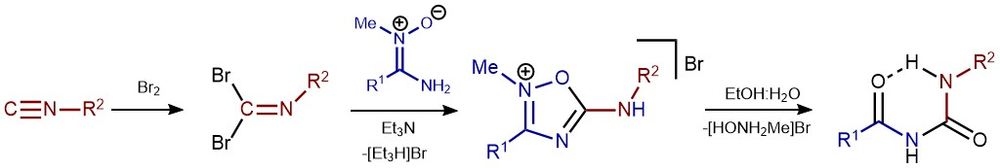 C≡N-R²
Br₂
Br
Br
C=N
R²
Me
N⊕
O⊖
R¹
NH₂
Et₃N
-[Et₃H]Br
Me
N⊕
O
R¹
N
NH
R²
Br
EtOH:H₂O
-[HONH₂Me]Br
O
H
N
R²
R¹
N
H
O